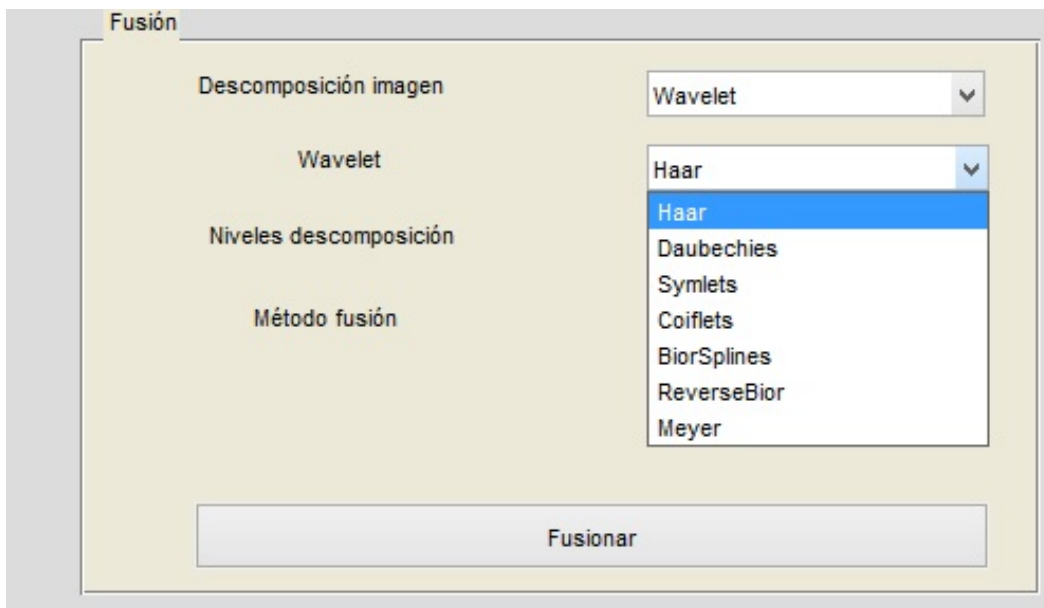 Fusión
Descomposición imagen
Wavelet
Wavelet
Haar
Haar
Daubechies
Niveles descomposición
Symlets
Coiflets
Método fusión
BiorSplines
ReverseBior
Meyer
Fusionar